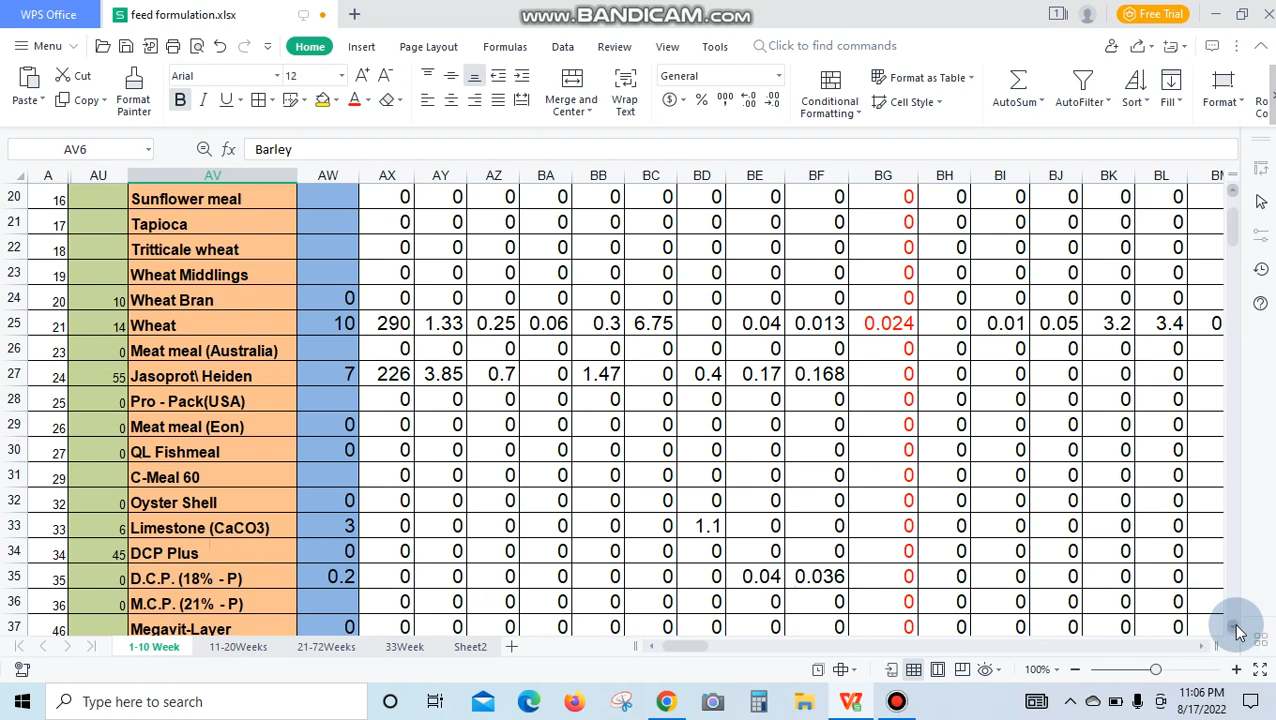 WPS Office
feed formulation.xlsx
www.BANDICAM.com
1
Free Trial
Menu
Home
Insert
Page Layout
Formulas
Data
Review
View
Tools
Click to find commands
Paste
Cut
Copy
Format
Painter
Arial
12
B I U A
Merge and
Center
Wrap
Text
General
Conditional
Formatting
Format as Table
Cell Style
AutoSum
AutoFilter
Sort
Fill
Format
Ro
Co
AV6
fx
Barley
A AU AV AW AX AY AZ BA BB BC BD BE BF BG BH BI BJ BK BL
20 16 Sunflower meal 0 0 0 0 0 0 0 0 0 0 0 0 0 0 0
21 17 Tapioca 0 0 0 0 0 0 0 0 0 0 0 0 0 0 0
22 18 Tritticale wheat 0 0 0 0 0 0 0 0 0 0 0 0 0 0 0
23 19 Wheat Middlings 0 0 0 0 0 0 0 0 0 0 0 0 0 0 0
24 20 10 Wheat Bran 0 0 0 0 0 0 0 0 0 0 0 0 0 0 0 0
25 21 14 Wheat 10 290 1.33 0.25 0.06 0.3 6.75 0 0.04 0.013 0.024 0 0.01 0.05 3.2 3.4 0
26 23 0 Meat meal (Australia) 0 0 0 0 0 0 0 0 0 0 0 0 0 0 0
27 24 55 Jasoprot\ Heiden 7 226 3.85 0.7 0 1.47 0 0.4 0.17 0.168 0 0 0 0 0 0
28 25 0 Pro - Pack(USA) 0 0 0 0 0 0 0 0 0 0 0 0 0 0 0
29 26 0 Meat meal (Eon) 0 0 0 0 0 0 0 0 0 0 0 0 0 0 0 0
30 27 0 QL Fishmeal 0 0 0 0 0 0 0 0 0 0 0 0 0 0 0 0
31 29 C-Meal 60 0 0 0 0 0 0 0 0 0 0 0 0 0 0 0
32 32 0 Oyster Shell 0 0 0 0 0 0 0 0 0 0 0 0 0 0 0 0
33 33 6 Limestone (CaCO3) 3 0 0 0 0 0 0 1.1 0 0 0 0 0 0 0 0
34 34 45 DCP Plus 0 0 0 0 0 0 0 0 0 0 0 0 0 0 0 0
35 35 0 D.C.P. (18% - P) 0.2 0 0 0 0 0 0 0 0.04 0.036 0 0 0 0 0 0
36 36 0 M.C.P. (21% - P) 0 0 0 0 0 0 0 0 0 0 0 0 0 0 0
37 46 Megavit-Layer 0 0 0 0 0 0 0 0 0 0 0 0 0 0 0 0
1-10 Week
11-20Weeks
21-72Weeks
33Week
Sheet2
100%
Type here to search
11:06 PM
8/17/2022